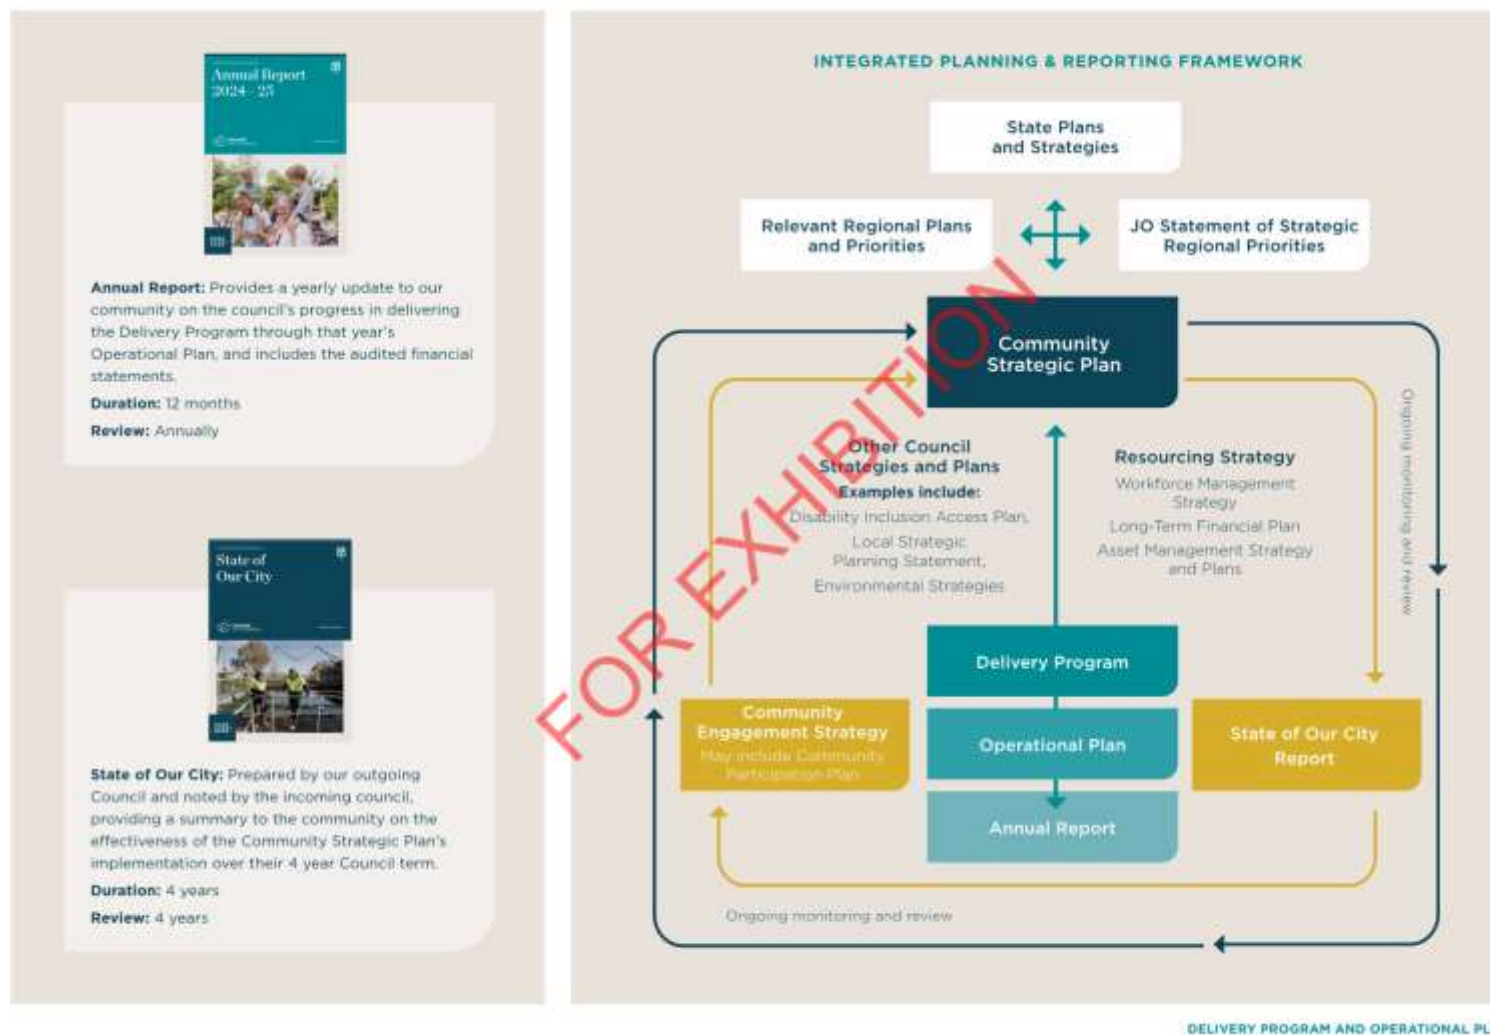 Annual Report
2024 - 25
Annual Report: Provides a yearly update to our
community on the council's progress in delivering
the Delivery Program through that year's
Operational Plan, and includes the audited financial
statements.
Duration: 12 months
Review: Annually
State of
Our City
State of Our City: Prepared by our outgoing
Council and noted by the incoming council,
providing a summary to the community on the
effectiveness of the Community Strategic Plan's
implementation over their 4 year Council term.
Duration: 4 years
Review: 4 years
INTEGRATED PLANNING & REPORTING FRAMEWORK
State Plans
and Strategies
Relevant Regional Plans
and Priorities
JO Statement of Strategic
Regional Priorities
Community
Strategic Plan
Other Council
Strategies and Plans
Examples include:
Disability Inclusion Access Plan,
Local Strategic
Planning Statement,
Environmental Strategies
Resourcing Strategy
Workforce Management
Strategy
Long-Term Financial Plan
Asset Management Strategy
and Plans
Ongoing monitoring and review
Delivery Program
Community
Engagement Strategy
May include Community
Participation Plan
Operational Plan
State of Our City
Report
Annual Report
Ongoing monitoring and review
FOR EXHIBITION
DELIVERY PROGRAM AND OPERATIONAL PL